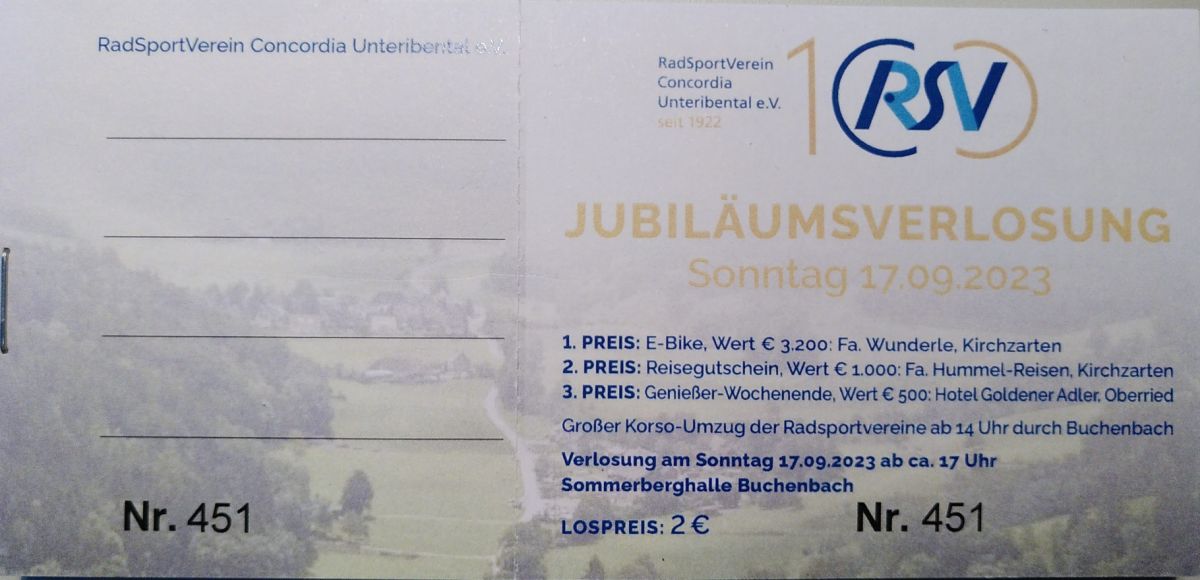 RadSportVerein Concordia Unteribental e.V.
Nr. 451
RadSportVerein
Concordia
Unteribental e.V.
seit 1922
1
RSV
JUBILÄUMSVERLOSUNG
Sonntag 17.09.2023
1. PREIS: E-Bike, Wert € 3.200: Fa. Wunderle, Kirchzarten
2. PREIS: Reisegutschein, Wert € 1.000: Fa. Hummel-Reisen, Kirchzarten
3. PREIS: Genießer-Wochenende, Wert € 500: Hotel Goldener Adler, Oberried
Großer Korso-Umzug der Radsportvereine ab 14 Uhr durch Buchenbach
Verlosung am Sonntag 17.09.2023 ab ca. 17 Uhr
Sommerberghalle Buchenbach
LOSPREIS: 2 €
Nr. 451